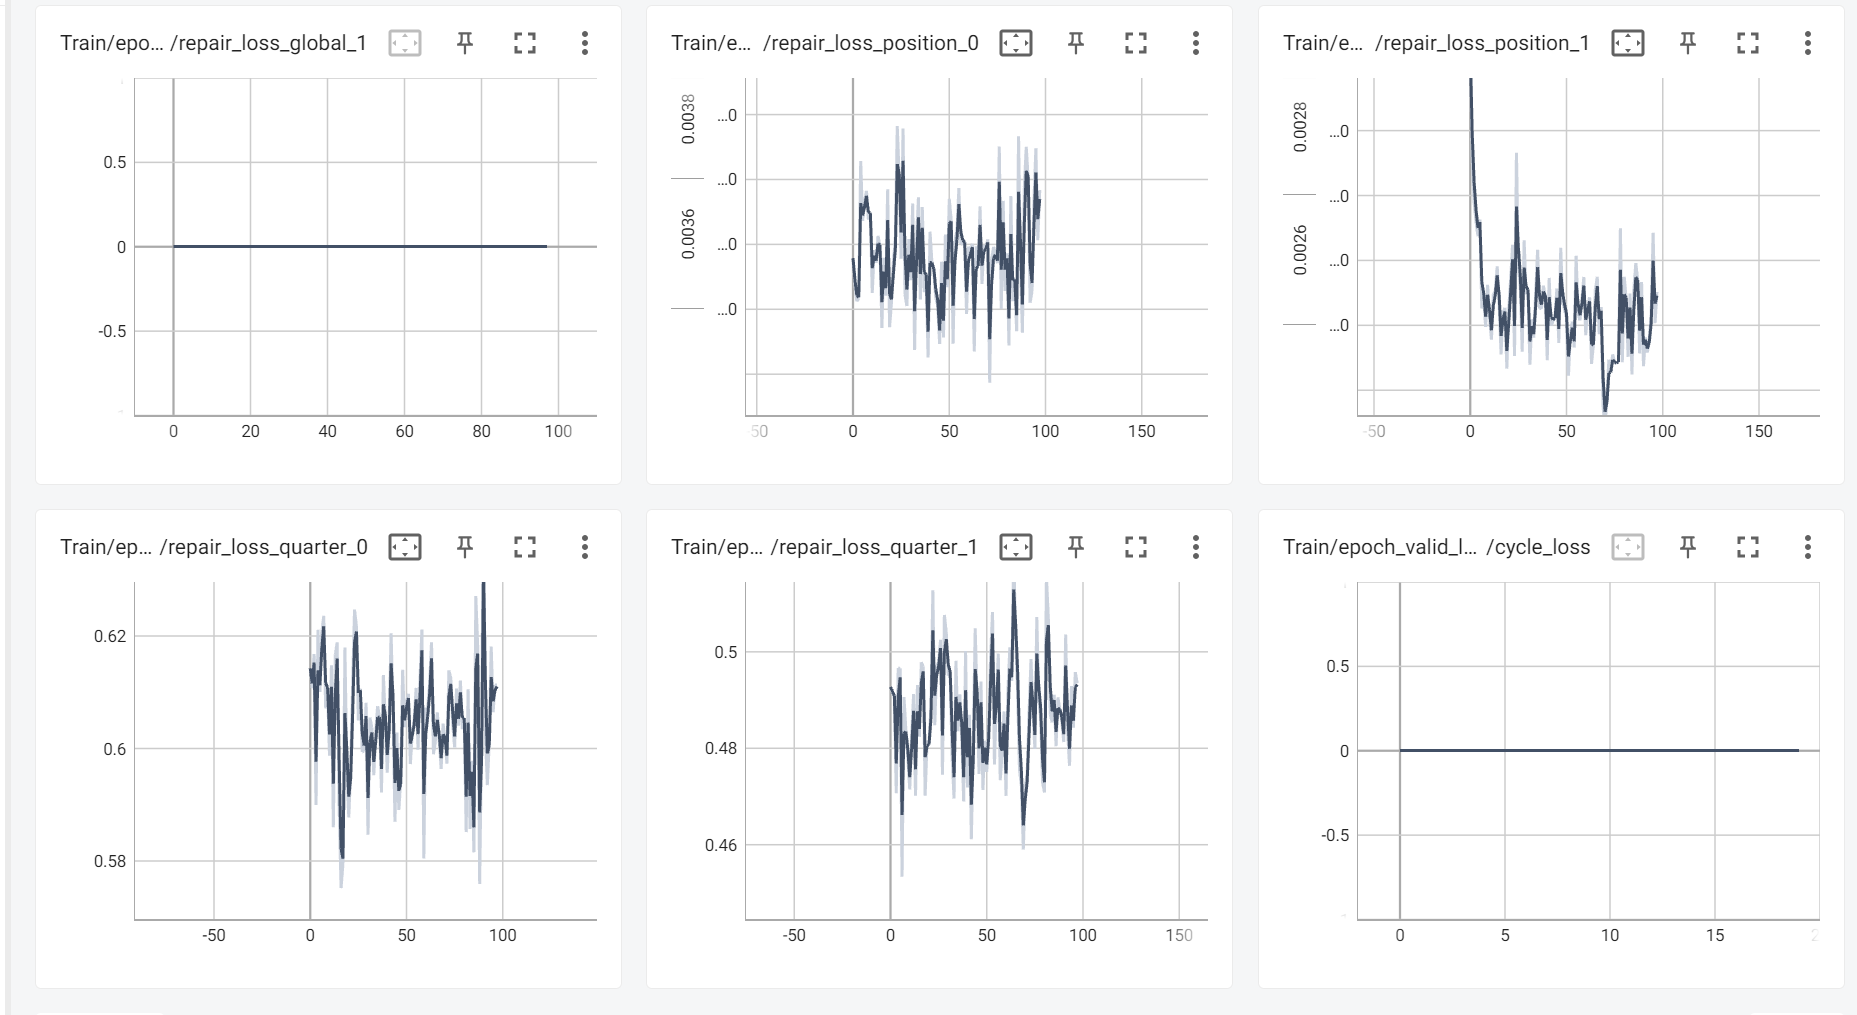 Train/epo... /repair_loss_global_1
0.5
0
-0.5
0 20 40 60 80 100
Train/e... /repair_loss_position_0
0.0038
0.0036
...0
...0
...0
...0
-50 0 50 100 150
Train/e... /repair_loss_position_1
0.0028
0.0026
...0
...0
...0
...0
-50 0 50 100 150
Train/ep... /repair_loss_quarter_0
0.62
0.6
0.58
-50 0 50 100
Train/ep... /repair_loss_quarter_1
0.5
0.48
0.46
-50 0 50 100 150
Train/epoch_valid_l... /cycle_loss
0.5
0
-0.5
0 5 10 15